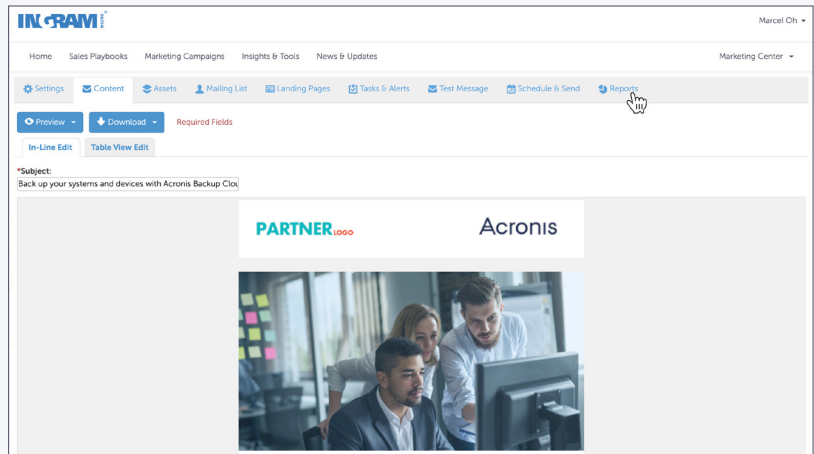 INGRAM MICRO®
Marcel Oh
Home Sales Playbooks Marketing Campaigns Insights & Tools News & Updates Marketing Center
Settings Content Assets Mailing List Landing Pages Tasks & Alerts Test Message Schedule & Send Reports
Preview Download Required Fields
In-Line Edit Table View Edit
*Subject:
Back up your systems and devices with Acronis Backup Clou
PARTNER LOGO Acronis